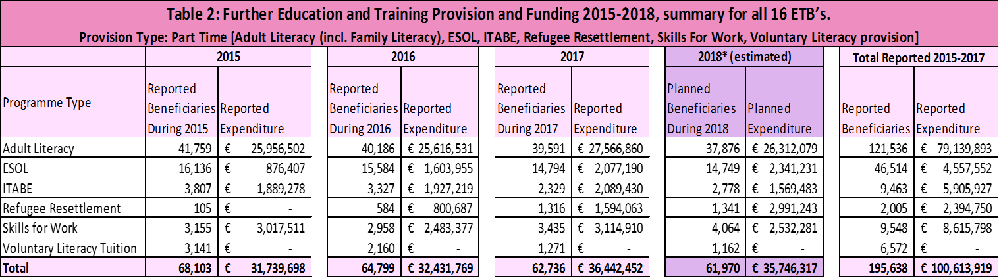 Table 2: Further Education and Training Provision and Funding 2015-2018, summary for all 16 ETB’s.
Provision Type: Part Time [Adult Literacy (incl. Family Literacy), ESOL, ITABE, Refugee Resettlement, Skills For Work, Voluntary Literacy provision]
2015 2016 2017 2018* (estimated) Total Reported 2015-2017
Programme Type Reported Beneficiaries During 2015 Reported Expenditure Reported Beneficiaries During 2016 Reported Expenditure Reported Beneficiaries During 2017 Reported Expenditure Planned Beneficiaries During 2018 Planned Expenditure Reported Beneficiaries Reported Expenditure
Adult Literacy 41,759 € 25,956,502 40,186 € 25,616,531 39,591 € 27,566,860 37,876 € 26,312,079 121,536 € 79,139,893
ESOL 16,136 € 876,407 15,584 € 1,603,955 14,794 € 2,077,190 14,749 € 2,341,231 46,514 € 4,557,552
ITABE 3,807 € 1,889,278 3,327 € 1,927,219 2,329 € 2,089,430 2,778 € 1,569,483 9,463 € 5,905,927
Refugee Resettlement 105 € - 584 € 800,687 1,316 € 1,594,063 1,341 € 2,991,243 2,005 € 2,394,750
Skills for Work 3,155 € 3,017,511 2,958 € 2,483,377 3,435 € 3,114,910 4,064 € 2,532,281 9,548 € 8,615,798
Voluntary Literacy Tuition 3,141 € - 2,160 € - 1,271 € - 1,162 € - 6,572 € -
Total 68,103 € 31,739,698 64,799 € 32,431,769 62,736 € 36,442,452 61,970 € 35,746,317 195,638 € 100,613,919